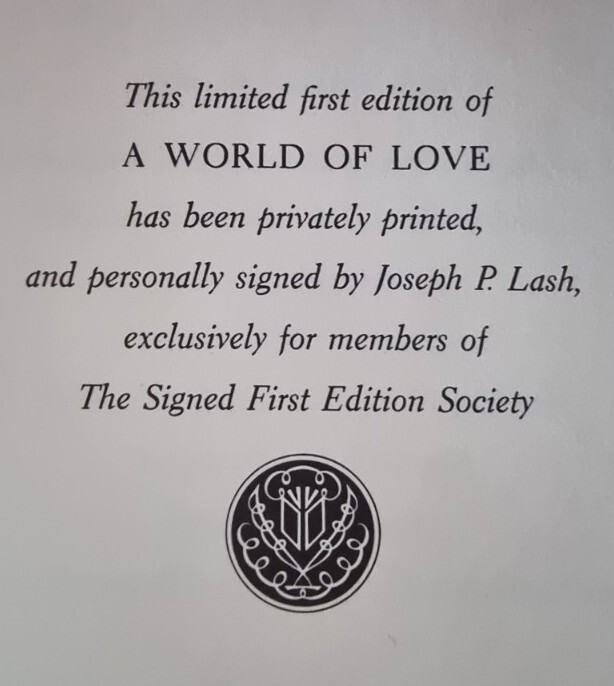 This limited first edition of
A WORLD OF LOVE
has been privately printed,
and personally signed by Joseph P. Lash,
exclusively for members of
The Signed First Edition Society